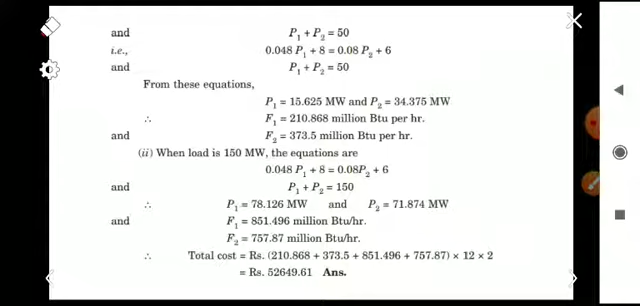 and P₁ + P₂ = 50
i.e., 0.048 P₁ + 8 = 0.08 P₂ + 6
and P₁ + P₂ = 50
From these equations,
P₁ = 15.625 MW and P₂ = 34.375 MW
∴ F₁ = 210.868 million Btu per hr.
and F₂ = 373.5 million Btu per hr.
(ii) When load is 150 MW, the equations are
0.048 P₁ + 8 = 0.08P₂ + 6
and P₁ + P₂ = 150
∴ P₁ = 78.126 MW and P₂ = 71.874 MW
and F₁ = 851.496 million Btu/hr.
F₂ = 757.87 million Btu/hr.
∴ Total cost = Rs. (210.868 + 373.5 + 851.496 + 757.87) × 12 × 2
= Rs. 52649.61 Ans.